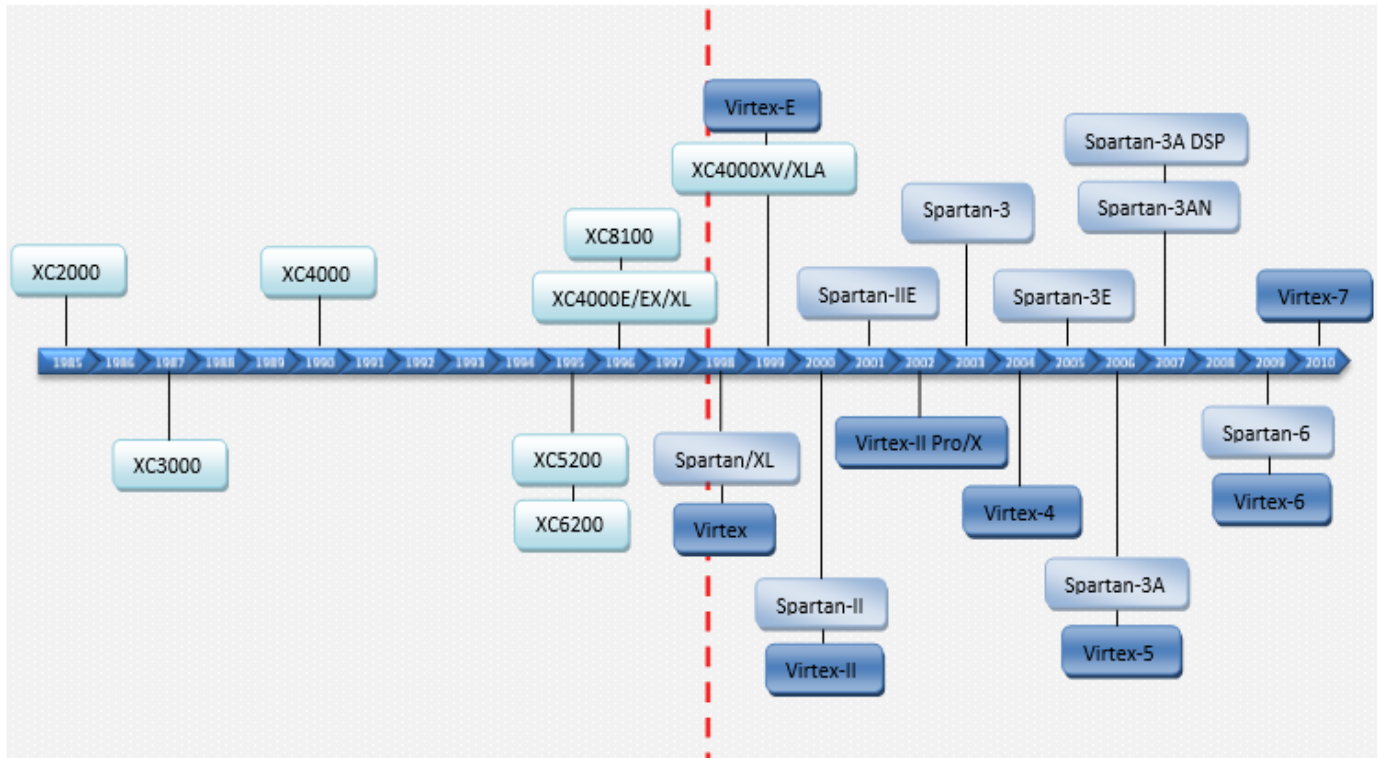 Virtex-E
Spartan-3A DSP
XC4000XV/XLA
Spartan-3
Spartan-3AN
XC8100
XC2000
XC4000
XC4000E/EX/XL
Spartan-IIE
Spartan-3E
Virtex-7
1985 1986 1987 1988 1989 1990 1991 1992 1993 1994 1995 1996 1997 1998 1999 2000 2001 2002 2003 2004 2005 2006 2007 2008 2009 2010
XC3000
XC5200
Spartan/XL
Virtex-II Pro/X
Spartan-6
XC6200
Virtex
Virtex-4
Virtex-6
Spartan-II
Spartan-3A
Virtex-II
Virtex-5